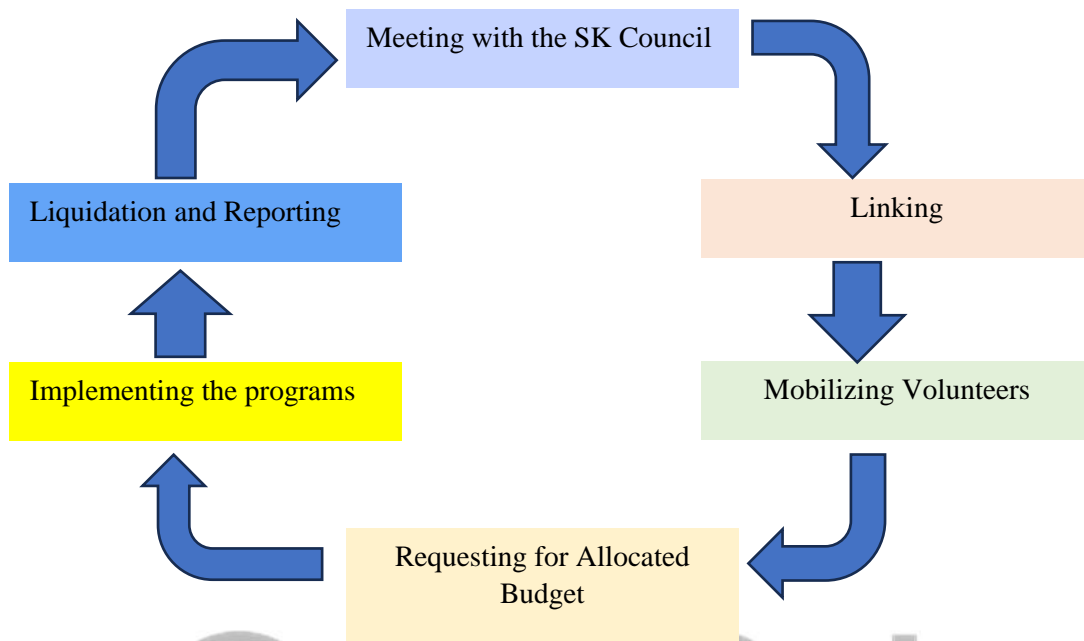 Meeting with the SK Council
Linking
Mobilizing Volunteers
Requesting for Allocated
Budget
Implementing the programs
Liquidation and Reporting